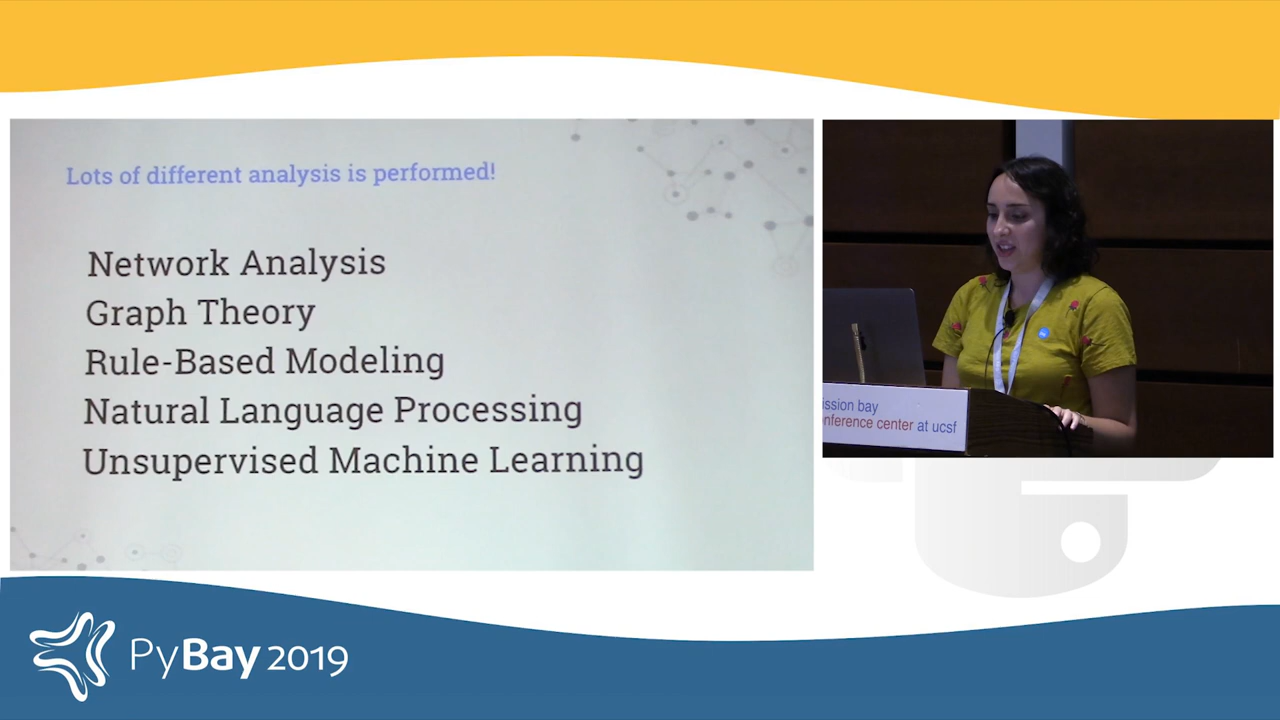 Lots of different analysis is performed!
Network Analysis
Graph Theory
Rule-Based Modeling
Natural Language Processing
Unsupervised Machine Learning
ission bay
nference center at ucsf
PyBay 2019